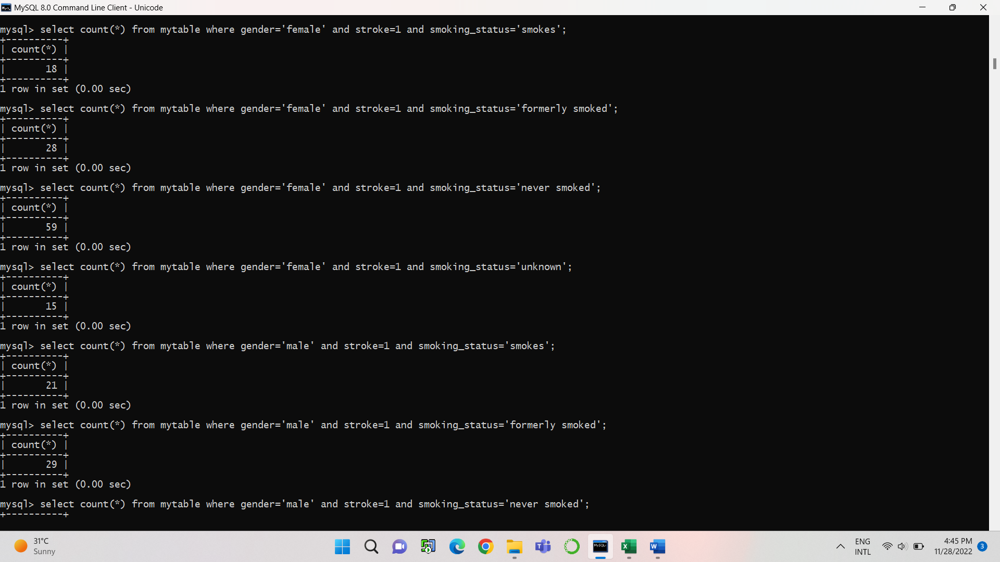 MySQL 8.0 Command Line Client - Unicode
mysql> select count(*) from mytable where gender='female' and stroke=1 and smoking_status='smokes';
+----------+
| count(*) |
+----------+
|       18 |
+----------+
1 row in set (0.00 sec)
mysql> select count(*) from mytable where gender='female' and stroke=1 and smoking_status='formerly smoked';
+----------+
| count(*) |
+----------+
|       28 |
+----------+
1 row in set (0.00 sec)
mysql> select count(*) from mytable where gender='female' and stroke=1 and smoking_status='never smoked';
+----------+
| count(*) |
+----------+
|       59 |
+----------+
1 row in set (0.00 sec)
mysql> select count(*) from mytable where gender='female' and stroke=1 and smoking_status='unknown';
+----------+
| count(*) |
+----------+
|       15 |
+----------+
1 row in set (0.00 sec)
mysql> select count(*) from mytable where gender='male' and stroke=1 and smoking_status='smokes';
+----------+
| count(*) |
+----------+
|       21 |
+----------+
1 row in set (0.00 sec)
mysql> select count(*) from mytable where gender='male' and stroke=1 and smoking_status='formerly smoked';
+----------+
| count(*) |
+----------+
|       29 |
+----------+
1 row in set (0.00 sec)
mysql> select count(*) from mytable where gender='male' and stroke=1 and smoking_status='never smoked';
+----------+
31°C
Sunny
ENG
INTL
4:45 PM
11/28/2022
3